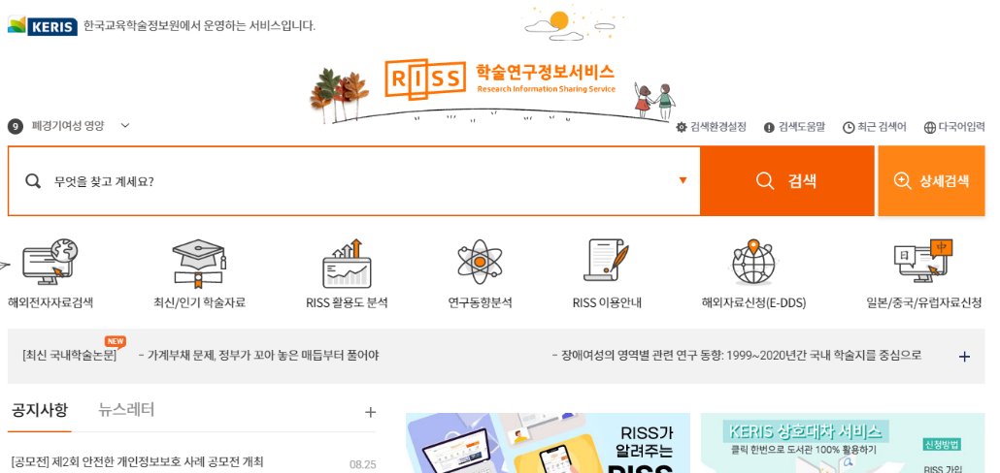 KERIS 한국교육학술정보원에서 운영하는 서비스입니다.
RISS 학술연구정보서비스
Research Information Sharing Service
9 폐경기여성 영양
검색환경설정 검색도움말 최근 검색어 다국어입력
무엇을 찾고 계세요?
검색
상세검색
해외전자자료검색
최신/인기 학술자료
RISS 활용도 분석
연구동향분석
RISS 이용안내
해외자료신청(E-DDS)
일본/중국/유럽자료신청
日 中
NEW
[최신 국내학술논문] - 가계부채 문제, 정부가 꼬아 놓은 매듭부터 풀어야
- 장애여성의 영역별 관련 연구 동향: 1999~2020년간 국내 학술지를 중심으로
공지사항 뉴스레터
[공모전] 제2회 안전한 개인정보보호 사례 공모전 개최 08.25
RISS가
알려주는
RISS
KERIS 상호대차 서비스
클릭 한번으로 도서관 100% 활용하기
신청방법
RISS 가입